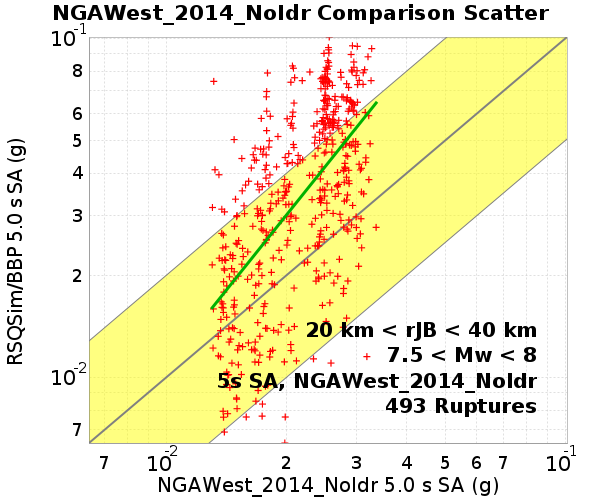 NGAWest_2014_NoIdr Comparison Scatter
10-1
8
6
5
4
3
2
10-2
7
RSQSim/BBP 5.0 s SA (g)
20 km < rJB < 40 km
7.5 < Mw < 8
5s SA, NGAWest_2014_NoIdr
493 Ruptures
7 10-2 2 3 4 5 6 7 10-1
NGAWest_2014_NoIdr 5.0 s SA (g)